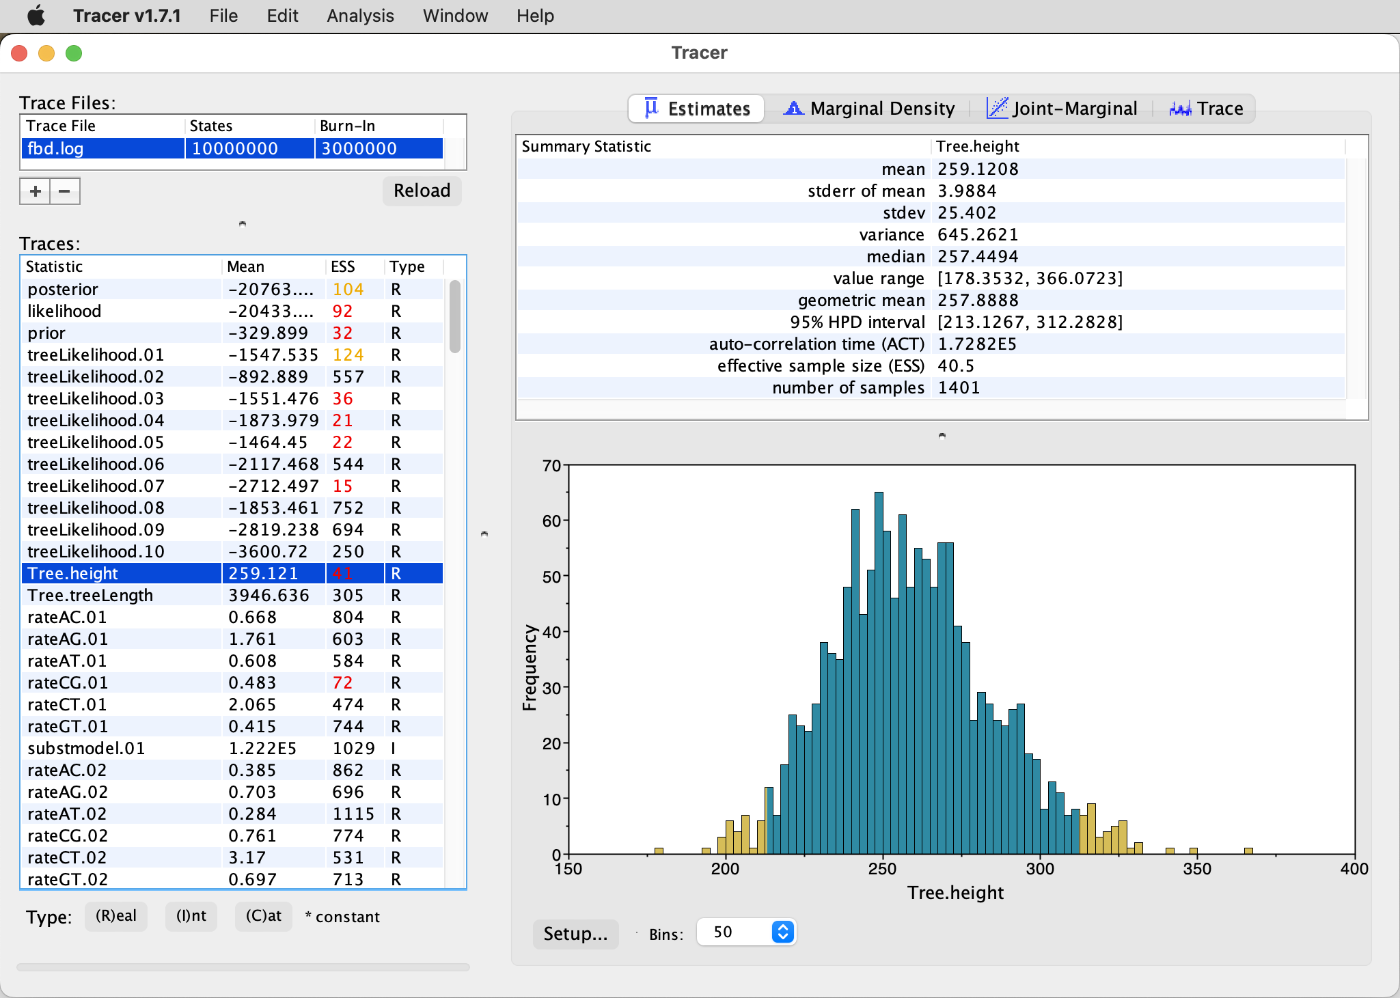 Tracer v1.7.1 File Edit Analysis Window Help
Tracer
Trace Files:
Trace File States Burn-In
fbd.log 10000000 3000000
+ − Reload
Traces:
Statistic Mean ESS Type
posterior -20763.... 104 R
likelihood -20433.... 92 R
prior -329.899 32 R
treeLikelihood.01 -1547.535 124 R
treeLikelihood.02 -892.889 557 R
treeLikelihood.03 -1551.476 36 R
treeLikelihood.04 -1873.979 21 R
treeLikelihood.05 -1464.45 22 R
treeLikelihood.06 -2117.468 544 R
treeLikelihood.07 -2712.497 15 R
treeLikelihood.08 -1853.461 752 R
treeLikelihood.09 -2819.238 694 R
treeLikelihood.10 -3600.72 250 R
Tree.height 259.121 41 R
Tree.treeLength 3946.636 305 R
rateAC.01 0.668 804 R
rateAG.01 1.761 603 R
rateAT.01 0.608 584 R
rateCG.01 0.483 72 R
rateCT.01 2.065 474 R
rateGT.01 0.415 744 R
substmodel.01 1.222E5 1029 I
rateAC.02 0.385 862 R
rateAG.02 0.703 696 R
rateAT.02 0.284 1115 R
rateCG.02 0.761 774 R
rateCT.02 3.17 531 R
rateGT.02 0.697 713 R
Type: (R)eal (I)nt (C)at * constant
μ Estimates Marginal Density Joint-Marginal Trace
Summary Statistic Tree.height
mean 259.1208
stderr of mean 3.9884
stdev 25.402
variance 645.2621
median 257.4494
value range [178.3532, 366.0723]
geometric mean 257.8888
95% HPD interval [213.1267, 312.2828]
auto-correlation time (ACT) 1.7282E5
effective sample size (ESS) 40.5
number of samples 1401
70
60
50
40
30
20
10
0
Frequency
150 200 250 300 350 400
Tree.height
Setup... Bins: 50